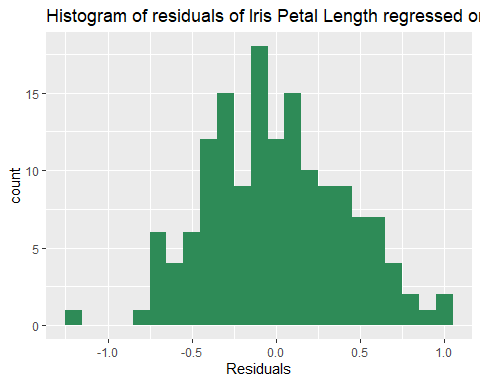 Histogram of residuals of Iris Petal Length regressed
count
15
10
5
0
-1.0 -0.5 0.0 0.5 1.0
Residuals